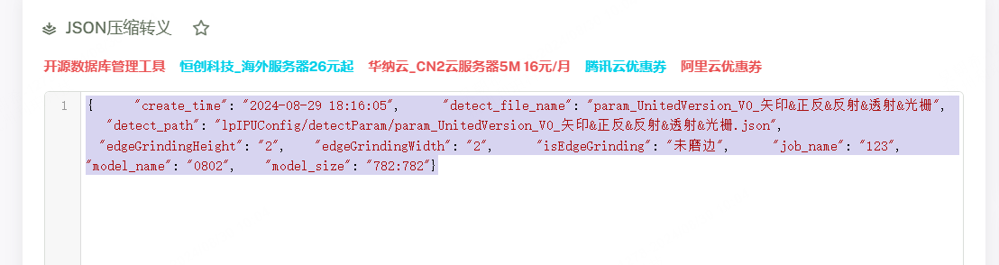 JSON压缩转义
开源数据库管理工具 恒创科技_海外服务器26元起 华纳云_CN2云服务器5M 16元/月 腾讯云优惠券 阿里云优惠券
1 {   "create_time": "2024-08-29 18:16:05",   "detect_file_name": "param_UnitedVersion_V0_矢印&正反&反射&透射&光栅",
"detect_path": "lpIPUConfig/detectParam/param_UnitedVersion_V0_矢印&正反&反射&透射&光栅.json",
"edgeGrindingHeight": "2",   "edgeGrindingWidth": "2",   "isEdgeGrinding": "未磨边",   "job_name": "123",
"model_name": "0802",   "model_size": "782:782"}